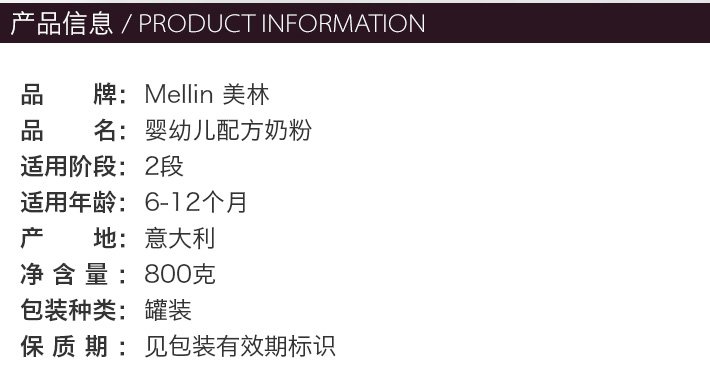 产品信息 / PRODUCT INFORMATION
品 牌：Mellin 美林
品 名：婴幼儿配方奶粉
适用阶段：2段
适用年龄：6-12个月
产 地：意大利
净 含 量 ：800克
包装种类：罐装
保 质 期 ：见包装有效期标识